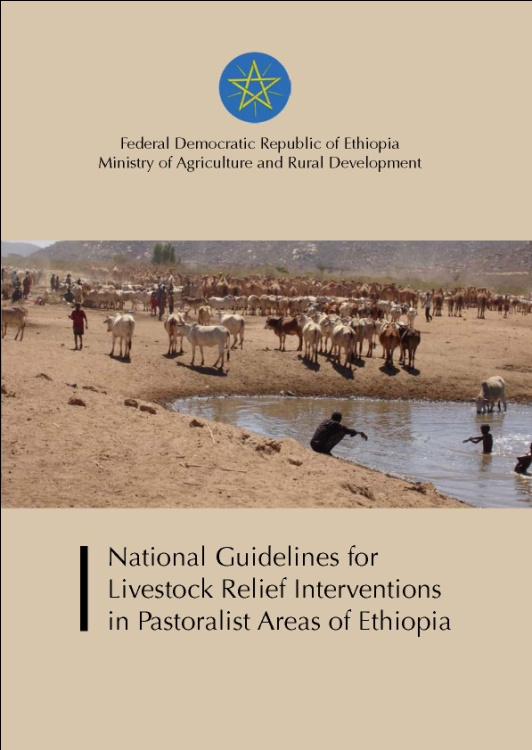 Federal Democratic Republic of Ethiopia
Ministry of Agriculture and Rural Development
National Guidelines for
Livestock Relief Interventions
in Pastoralist Areas of Ethiopia